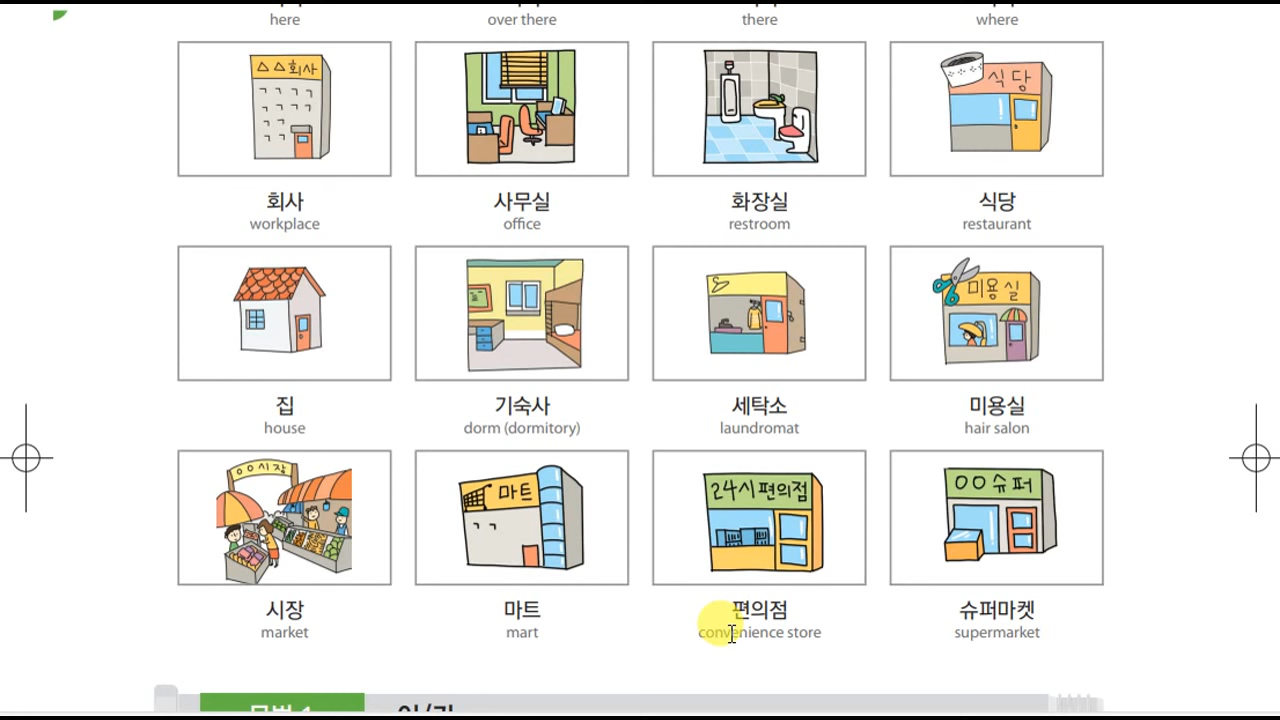 here over there there where
△△회사
식당
회사 사무실 화장실 식당
workplace office restroom restaurant
미용실
집 기숙사 세탁소 미용실
house dorm (dormitory) laundromat hair salon
○○시장
마트
24시편의점
○○슈퍼
시장 마트 편의점 슈퍼마켓
market mart convenience store supermarket